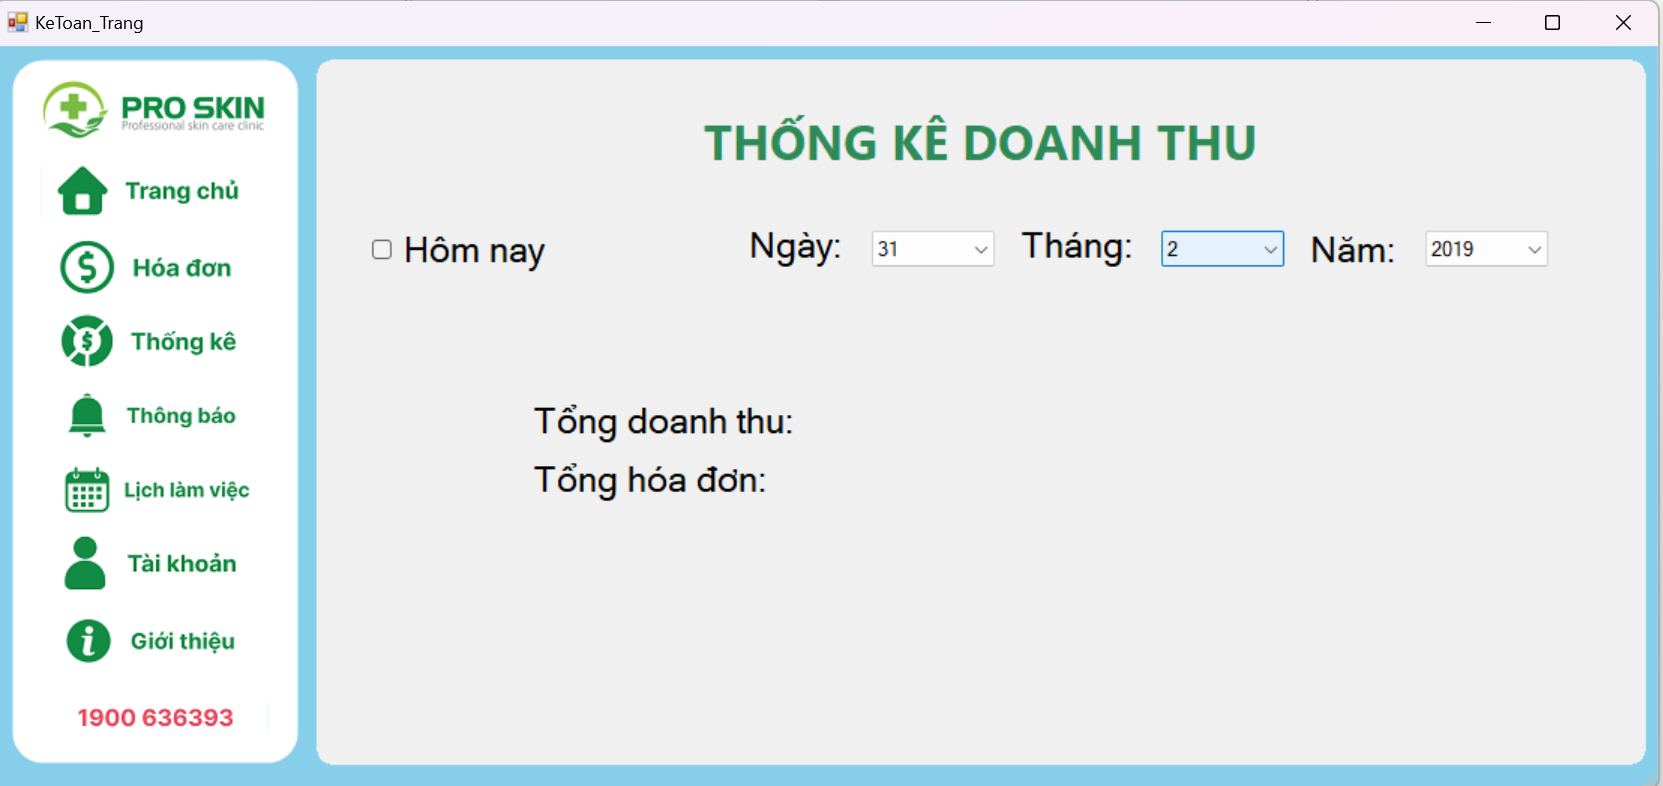 KeToan_Trang
PRO SKIN
Professional skin care clinic
Trang chủ
Hóa đơn
Thống kê
Thông báo
Lịch làm việc
Tài khoản
Giới thiệu
1900 636393
THỐNG KÊ DOANH THU
Hôm nay Ngày: 31 Tháng: 2 Năm: 2019
Tổng doanh thu:
Tổng hóa đơn: